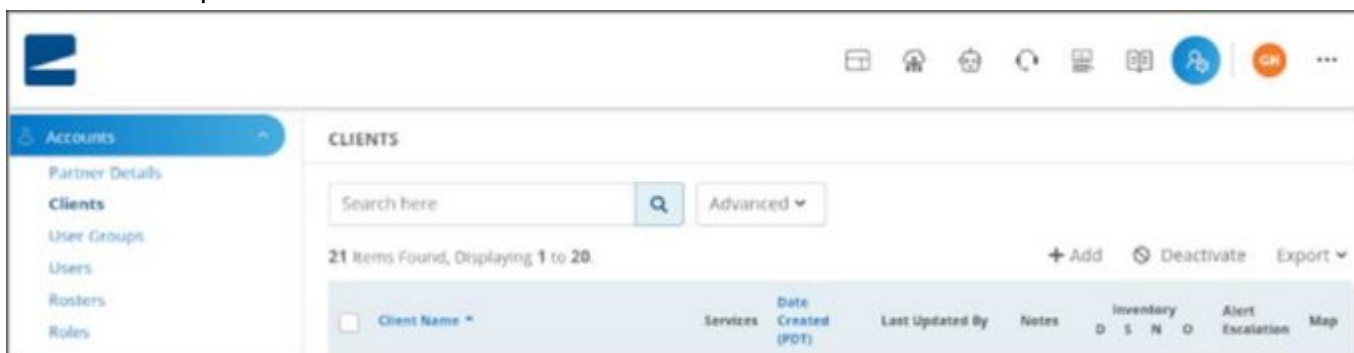 GH
Accounts
Partner Details
Clients
User Groups
Users
Rosters
Roles
CLIENTS
Search here
Advanced
21 Items Found, Displaying 1 to 20.
+ Add Deactivate Export
Client Name Services Date Created (PDT) Last Updated By Notes Inventory D S N O Alert Escalation Map